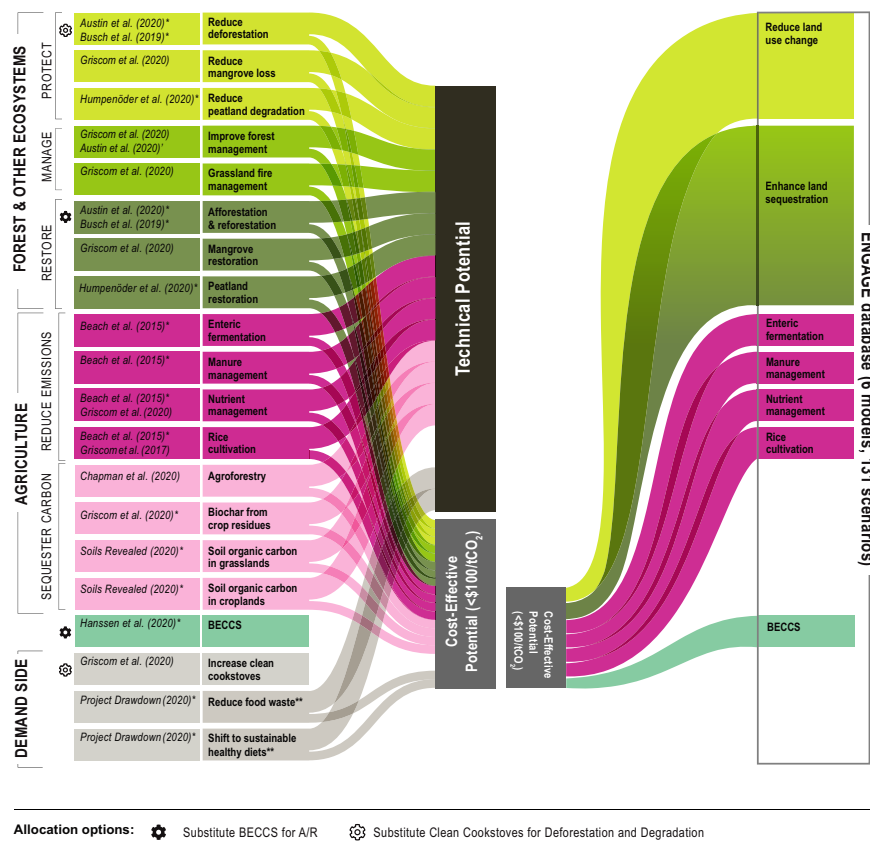 FOREST & OTHER ECOSYSTEMS
PROTECT
Austin et al. (2020)*
Busch et al. (2019)*
Reduce
deforestation
Griscom et al. (2020)
Reduce
mangrove loss
Humpenöder et al. (2020)*
Reduce
peatland degradation
MANAGE
Griscom et al. (2020)
Austin et al. (2020)'
Improve forest
management
Griscom et al. (2020)
Grassland fire
management
RESTORE
Austin et al. (2020)*
Busch et al. (2019)*
Afforestation
& reforestation
Griscom et al. (2020)
Mangrove
restoration
Humpenöder et al. (2020)*
Peatland
restoration
AGRICULTURE
REDUCE EMISSIONS
Beach et al. (2015)*
Enteric
fermentation
Beach et al. (2015)*
Manure
management
Beach et al. (2015)*
Griscom et al. (2020)
Nutrient
management
Beach et al. (2015)*
Griscom et al. (2017)
Rice
cultivation
SEQUESTER CARBON
Chapman et al. (2020)
Agroforestry
Griscom et al. (2020)*
Biochar from
crop residues
Soils Revealed (2020)*
Soil organic carbon
in grasslands
Soils Revealed (2020)*
Soil organic carbon
in croplands
Hanssen et al. (2020)*
BECCS
DEMAND SIDE
Griscom et al. (2020)
Increase clean
cookstoves
Project Drawdown (2020)*
Reduce food waste**
Project Drawdown (2020)*
Shift to sustainable
healthy diets**
Technical Potential
Cost-Effective
Potential (<$100/tCO2)
Cost-Effective
Potential
(<$100/tCO2)
Reduce land
use change
Enhance land
sequestration
Enteric
fermentation
Manure
management
Nutrient
management
Rice
cultivation
BECCS
ENGAGE database (6 models, 131 scenarios)
Allocation options:
Substitute BECCS for A/R
Substitute Clean Cookstoves for Deforestation and Degradation